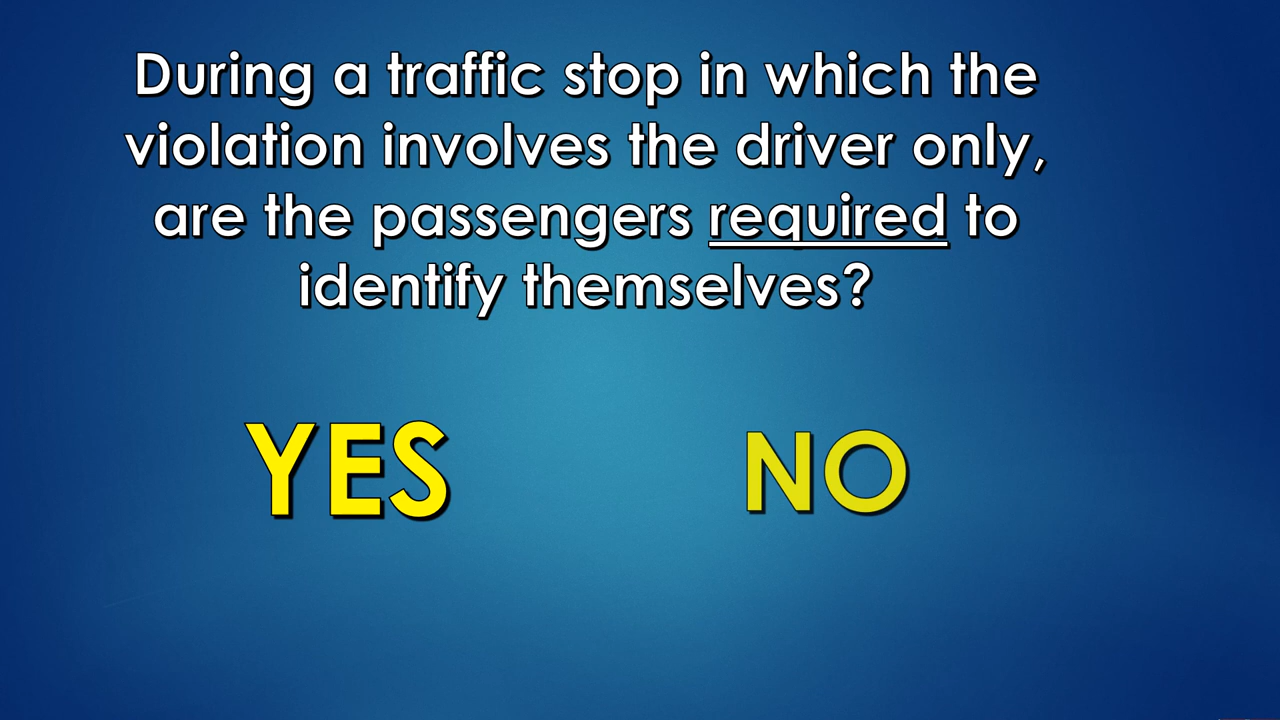 During a traffic stop in which the
violation involves the driver only,
are the passengers required to
identify themselves?
YES NO